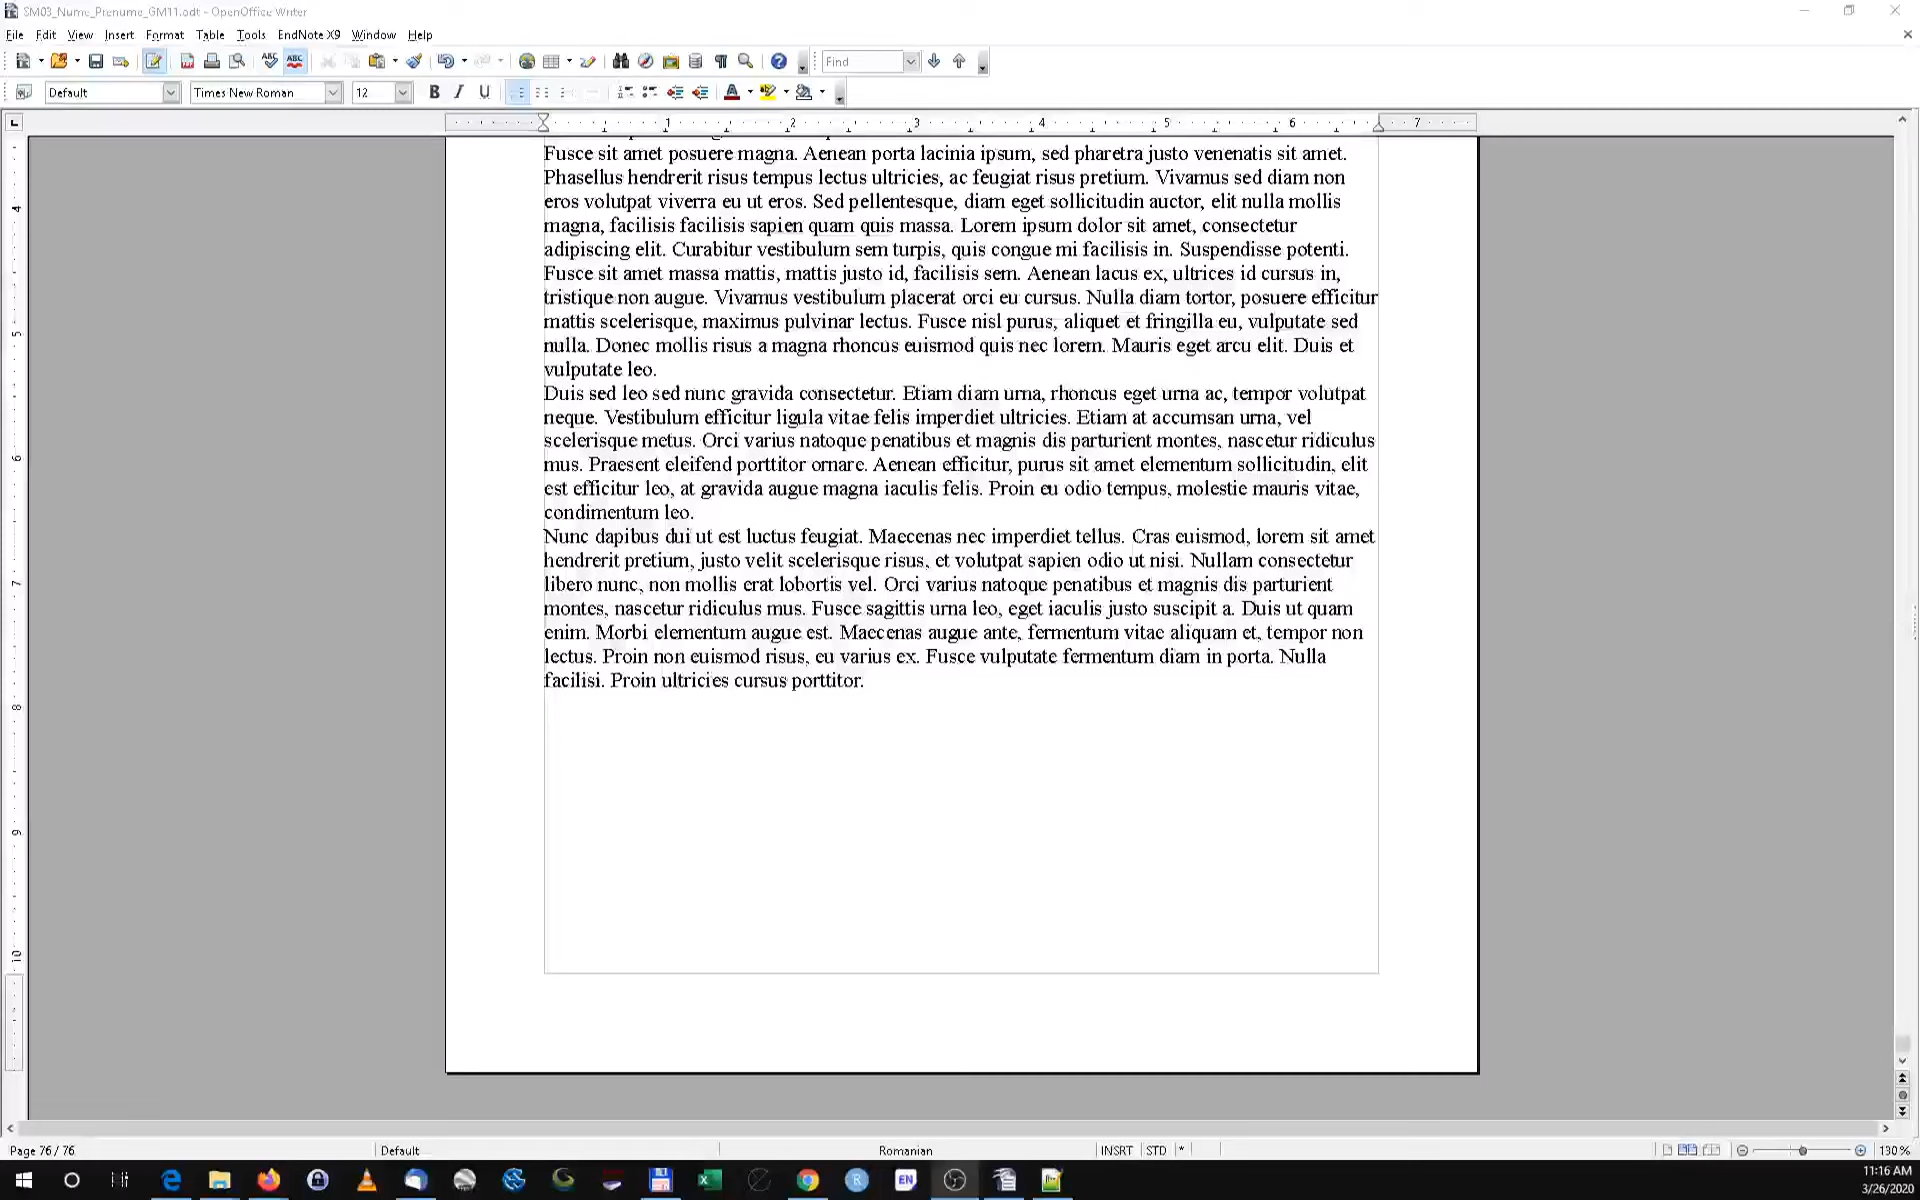 SM03_Nume_Prenume_GM11.odt - OpenOffice Writer
File Edit View Insert Format Table Tools EndNote X9 Window Help
Find
Default Times New Roman 12 B I U
1 2 3 4 5 6 7
Fusce sit amet posuere magna. Aenean porta lacinia ipsum, sed pharetra justo venenatis sit amet.
Phasellus hendrerit risus tempus lectus ultricies, ac feugiat risus pretium. Vivamus sed diam non
eros volutpat viverra eu ut eros. Sed pellentesque, diam eget sollicitudin auctor, elit nulla mollis
magna, facilisis facilisis sapien quam quis massa. Lorem ipsum dolor sit amet, consectetur
adipiscing elit. Curabitur vestibulum sem turpis, quis congue mi facilisis in. Suspendisse potenti.
Fusce sit amet massa mattis, mattis justo id, facilisis sem. Aenean lacus ex, ultrices id cursus in,
tristique non augue. Vivamus vestibulum placerat orci eu cursus. Nulla diam tortor, posuere efficitur
mattis scelerisque, maximus pulvinar lectus. Fusce nisl purus, aliquet et fringilla eu, vulputate sed
nulla. Donec mollis risus a magna rhoncus euismod quis nec lorem. Mauris eget arcu elit. Duis et
vulputate leo.
Duis sed leo sed nunc gravida consectetur. Etiam diam urna, rhoncus eget urna ac, tempor volutpat
neque. Vestibulum efficitur ligula vitae felis imperdiet ultricies. Etiam at accumsan urna, vel
scelerisque metus. Orci varius natoque penatibus et magnis dis parturient montes, nascetur ridiculus
mus. Praesent eleifend porttitor ornare. Aenean efficitur, purus sit amet elementum sollicitudin, elit
est efficitur leo, at gravida augue magna iaculis felis. Proin eu odio tempus, molestie mauris vitae,
condimentum leo.
Nunc dapibus dui ut est luctus feugiat. Maecenas nec imperdiet tellus. Cras euismod, lorem sit amet
hendrerit pretium, justo velit scelerisque risus, et volutpat sapien odio ut nisi. Nullam consectetur
libero nunc, non mollis erat lobortis vel. Orci varius natoque penatibus et magnis dis parturient
montes, nascetur ridiculus mus. Fusce sagittis urna leo, eget iaculis justo suscipit a. Duis ut quam
enim. Morbi elementum augue est. Maecenas augue ante, fermentum vitae aliquam et, tempor non
lectus. Proin non euismod risus, eu varius ex. Fusce vulputate fermentum diam in porta. Nulla
facilisi. Proin ultricies cursus porttitor.
4
5
6
7
8
9
10
Page 76 / 76 Default Romanian INSRT STD * 130%
EN
11:16 AM
3/26/2020